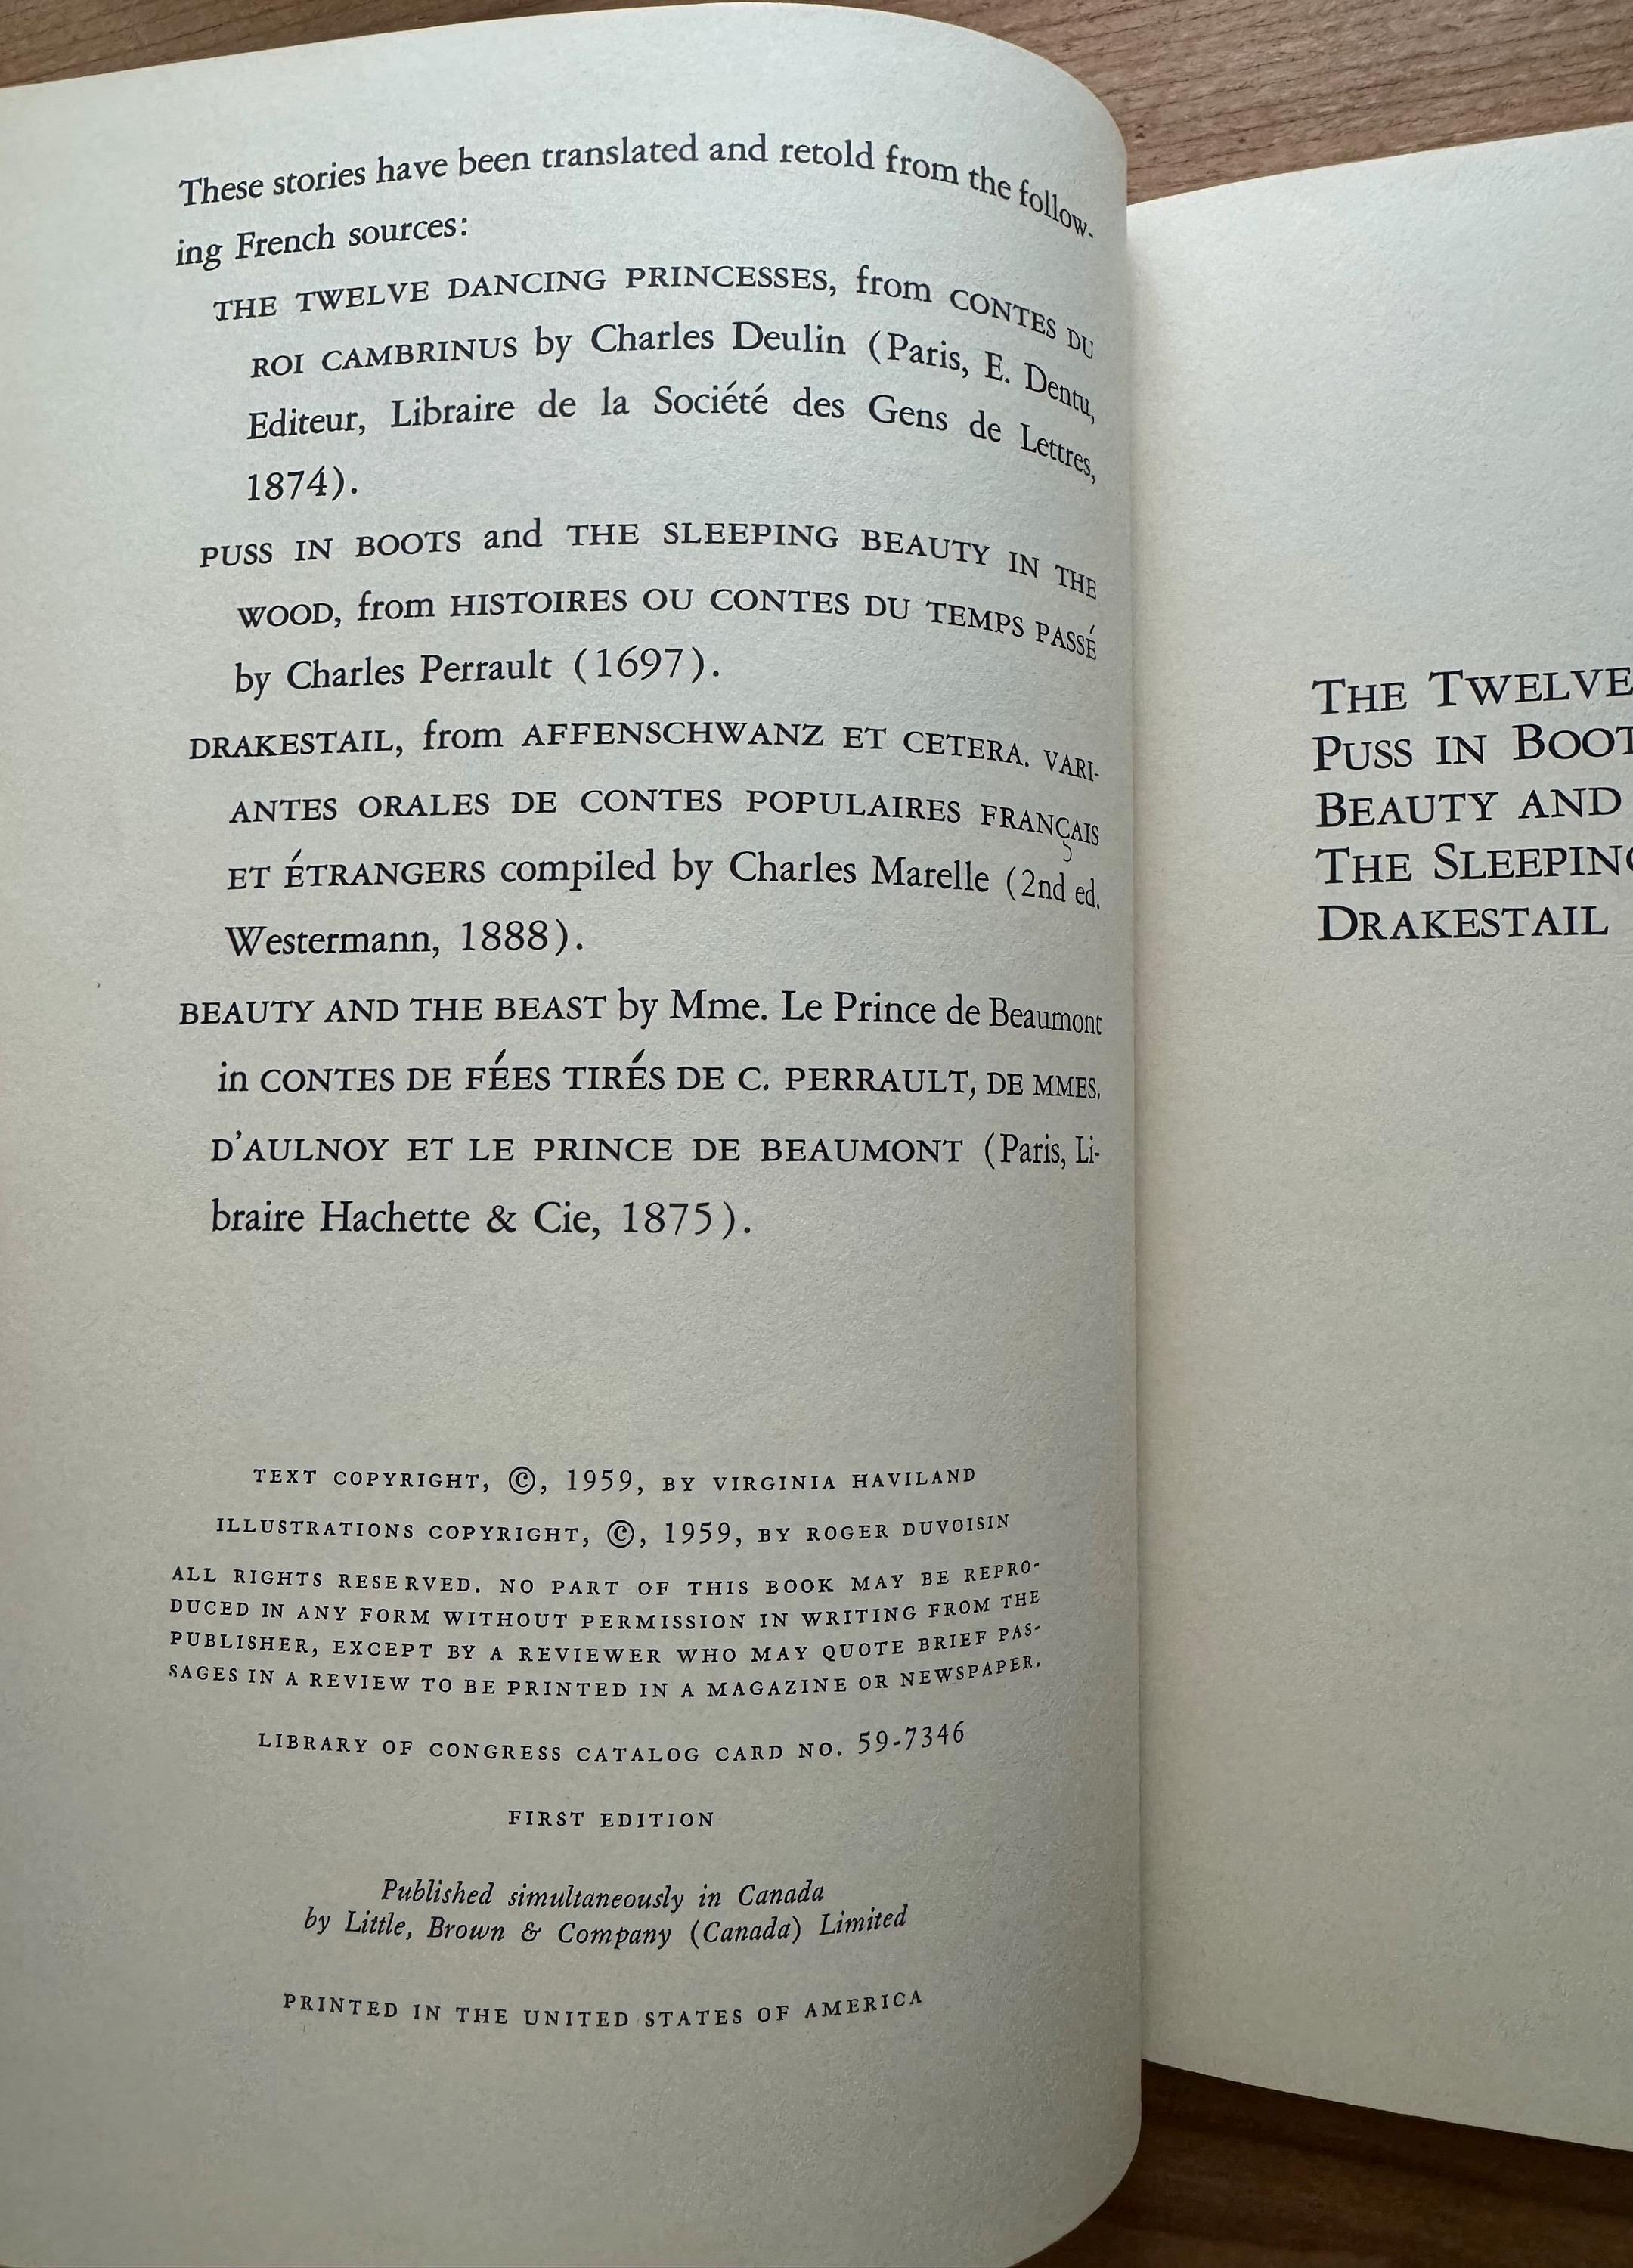 These stories have been translated and retold from the follow-
ing French sources:
THE TWELVE DANCING PRINCESSES, from CONTES DU
ROI CAMBRINUS by Charles Deulin (Paris, E. Dentu,
Editeur, Libraire de la Société des Gens de Lettres,
1874).
PUSS IN BOOTS and THE SLEEPING BEAUTY IN THE
WOOD, from HISTOIRES OU CONTES DU TEMPS PASSÉ
by Charles Perrault (1697).
DRAKESTAIL, from AFFENSCHWANZ ET CETERA. VARI-
ANTES ORALES DE CONTES POPULAIRES FRANÇAIS
ET ÉTRANGERS compiled by Charles Marelle (2nd ed.
Westermann, 1888).
BEAUTY AND THE BEAST by Mme. Le Prince de Beaumont
in CONTES DE FÉES TIRÉS DE C. PERRAULT, DE MMES.
D'AULNOY ET LE PRINCE DE BEAUMONT (Paris, Li-
braire Hachette & Cie, 1875).
TEXT COPYRIGHT, ©, 1959, BY VIRGINIA HAVILAND
ILLUSTRATIONS COPYRIGHT, ©, 1959, BY ROGER DUVOISIN
ALL RIGHTS RESERVED. NO PART OF THIS BOOK MAY BE REPRO-
DUCED IN ANY FORM WITHOUT PERMISSION IN WRITING FROM THE
PUBLISHER, EXCEPT BY A REVIEWER WHO MAY QUOTE BRIEF PAS-
SAGES IN A REVIEW TO BE PRINTED IN A MAGAZINE OR NEWSPAPER.
LIBRARY OF CONGRESS CATALOG CARD NO. 59-7346
FIRST EDITION
Published simultaneously in Canada
by Little, Brown & Company (Canada) Limited
PRINTED IN THE UNITED STATES OF AMERICA
THE TWELVE
PUSS IN BOOT
BEAUTY AND
THE SLEEPING
DRAKESTAIL